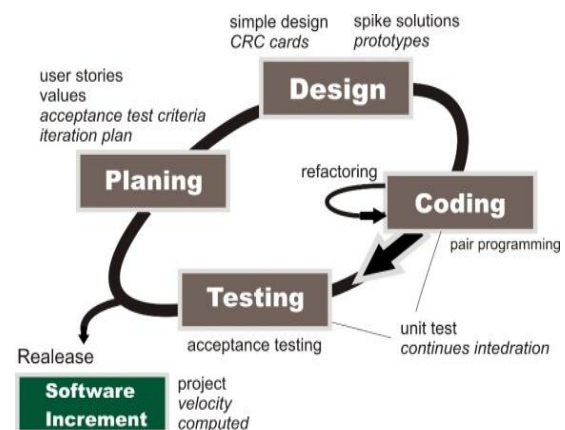 simple design
CRC cards
spike solutions
prototypes
Design
user stories
values
acceptance test criteria
iteration plan
Planing
refactoring
Coding
pair programming
Testing
acceptance testing
unit test
continues intedration
Realease
Software
Increment
project
velocity
computed